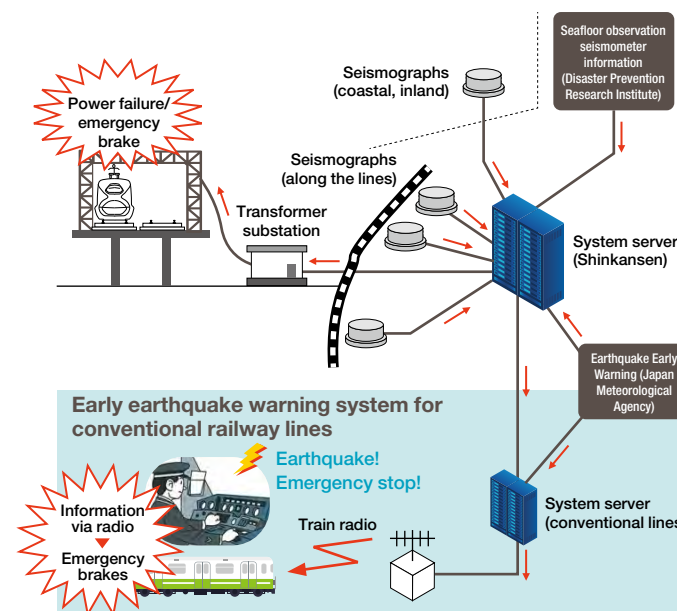 Seafloor observation
seismometer
information
(Disaster Prevention
Research Institute)
Seismographs
(coastal, inland)
Power failure/
emergency
brake
Seismographs
(along the lines)
Transformer
substation
System server
(Shinkansen)
Earthquake Early
Warning (Japan
Meteorological
Agency)
Early earthquake warning system for
conventional railway lines
Earthquake!
Emergency stop!
Information
via radio
Emergency
brakes
Train radio
System server
(conventional lines